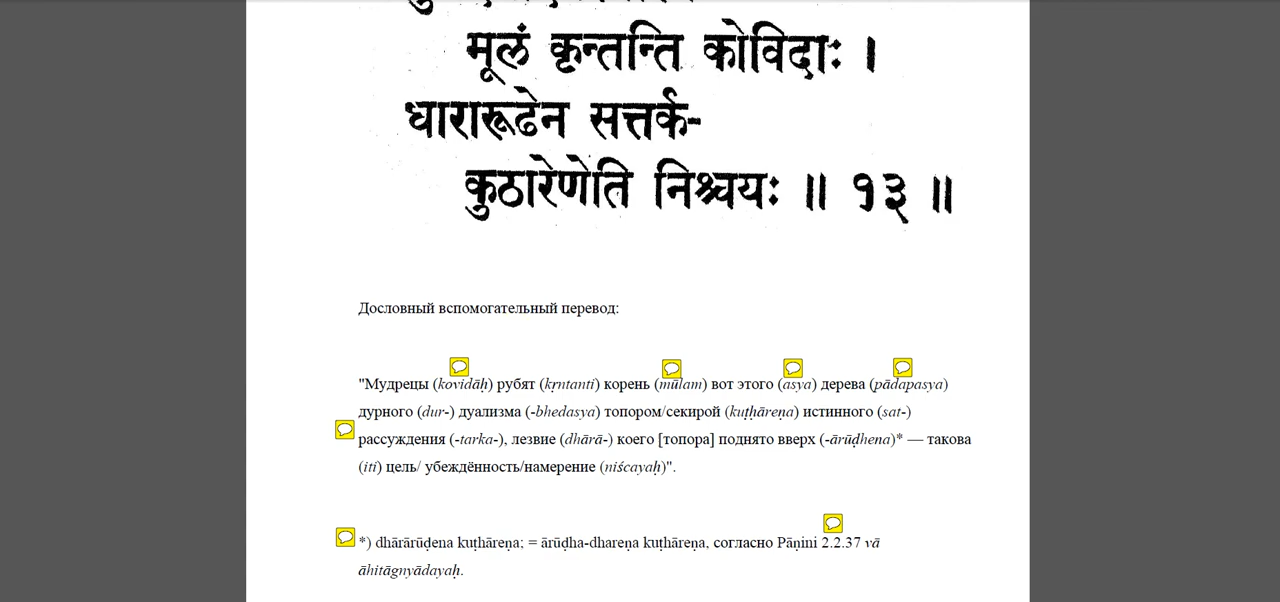 मूलं कृन्तन्ति कोविदाः ।
धारारूढेन सत्तर्क-
कुठारेणेति निश्चयः ॥ १३ ॥
Дословный вспомогательный перевод:
"Мудрецы (kovidāḥ) рубят (kṛntanti) корень (mūlam) вот этого (asya) дерева (pādapasya)
дурного (dur-) дуализма (-bhedasya) топором/секирой (kuṭhāreṇa) истинного (sat-)
рассуждения (-tarka-), лезвие (dhārā-) коего [топора] поднято вверх (-ārūḍhena)* — такова
(iti) цель/ убеждённость/намерение (niścayaḥ)".
*) dhārārūḍena kuṭhāreṇa; = ārūḍha-dhareṇa kuṭhāreṇa, согласно Pāṇini 2.2.37 vā
āhitāgnyādayaḥ.